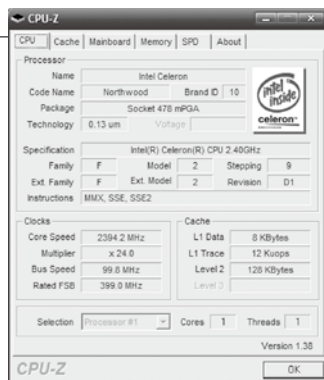 CPU-Z
CPU Cache Mainboard Memory SPD About
Processor
Name Intel Celeron
Code Name Northwood Brand ID 10
Package Socket 478 mPGA
Technology 0.13 um Voltage
intel inside
celeron
Specification Intel(R) Celeron(R) CPU 2.40GHz
Family F Model 2 Stepping 9
Ext. Family F Ext. Model 2 Revision D1
Instructions MMX, SSE, SSE2
Clocks Cache
Core Speed 2394.2 MHz L1 Data 8 KBytes
Multiplier x 24.0 L1 Trace 12 Kuops
Bus Speed 99.8 MHz Level 2 128 KBytes
Rated FSB 399.0 MHz Level 3
Selection Processor #1 Cores 1 Threads 1
Version 1.38
CPU-Z OK